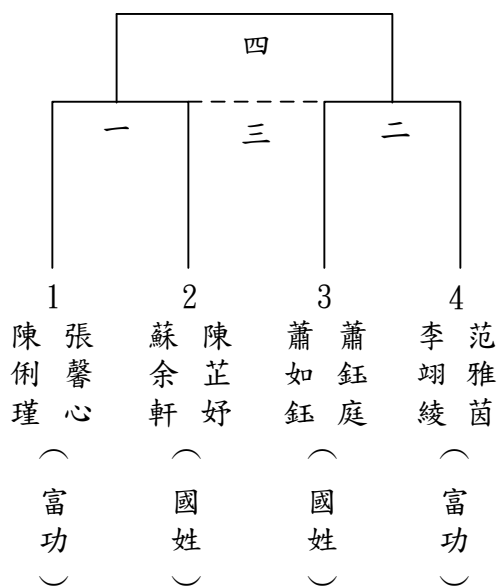 四
一
三
二
1
2
3
4
張馨心
陳俐瑾
（富功）
陳芷妤
蘇余軒
（國姓）
蕭鈺庭
蕭如鈺
（國姓）
范雅茵
李翊綾
（富功）